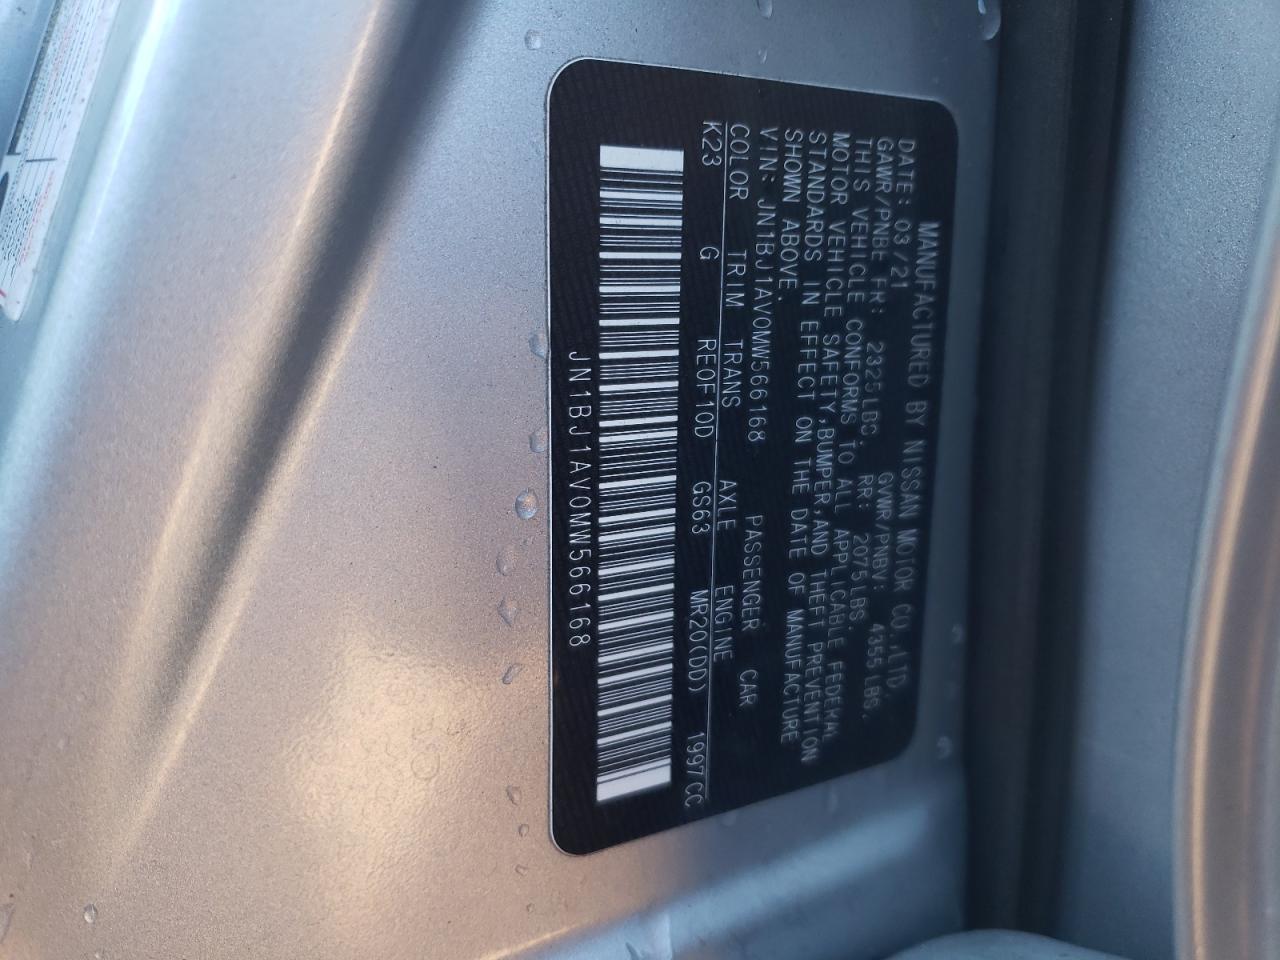 MANUFACTURED BY NISSAN MOTOR CO.,LTD.
DATE: 03/21 GVWR/PNBV: 4355LBS.
GAWR/PNBE FR: 2325LBS. RR: 2075LBS.
THIS VEHICLE CONFORMS TO ALL APPLICABLE FEDERAL
MOTOR VEHICLE SAFETY,BUMPER,AND THEFT PREVENTION
STANDARDS IN EFFECT ON THE DATE OF MANUFACTURE
SHOWN ABOVE.
VIN: JN1BJ1AV0MW566168 PASSENGER CAR
COLOR TRIM TRANS AXLE ENGINE
K23 G RE0F10D GS63 MR20(DD) 1997CC
JN1BJ1AV0MW566168